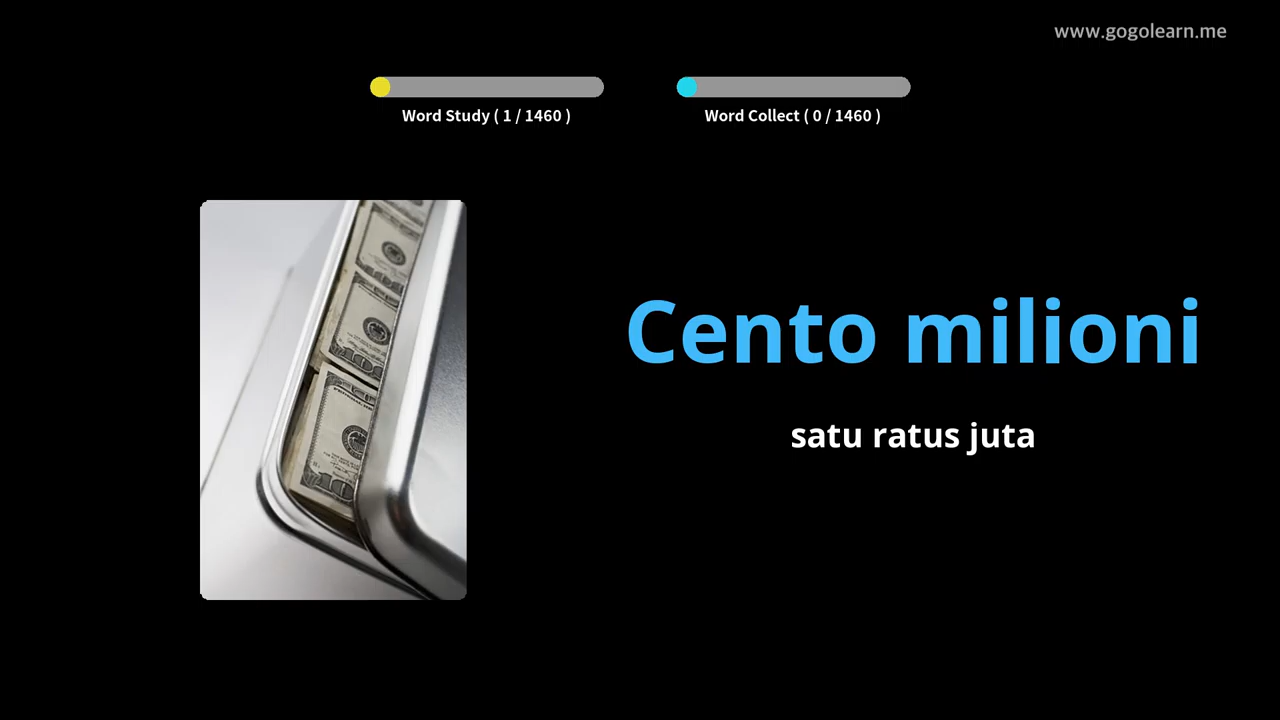 www.gogolearn.me
Word Study ( 1 / 1460 )
Word Collect ( 0 / 1460 )
Cento milioni
satu ratus juta